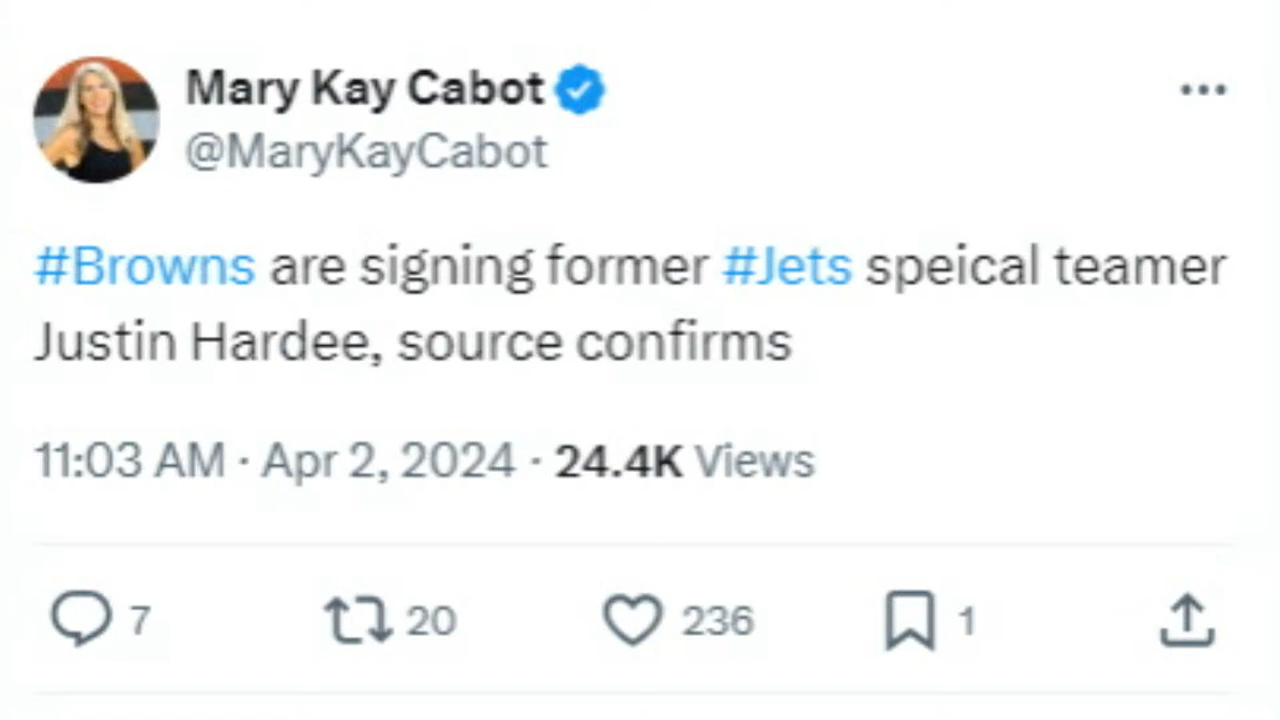 Mary Kay Cabot
@MaryKayCabot
#Browns are signing former #Jets speical teamer
Justin Hardee, source confirms
11:03 AM · Apr 2, 2024 · 24.4K Views
7 20 236 1